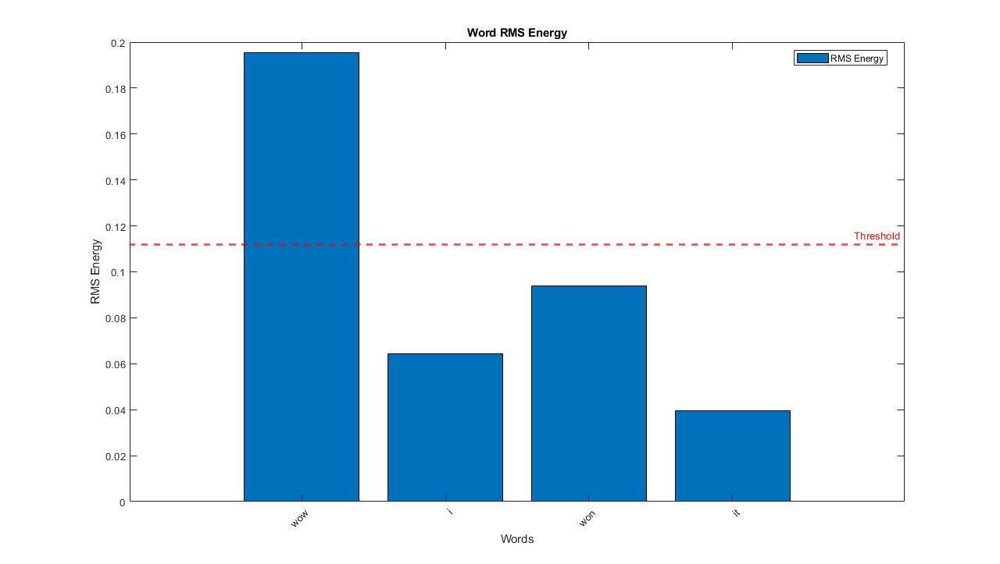 Word RMS Energy
RMS Energy
0.2
0.18
0.16
0.14
0.12
0.1
0.08
0.06
0.04
0.02
0
RMS Energy
Threshold
wow
i
won
it
Words